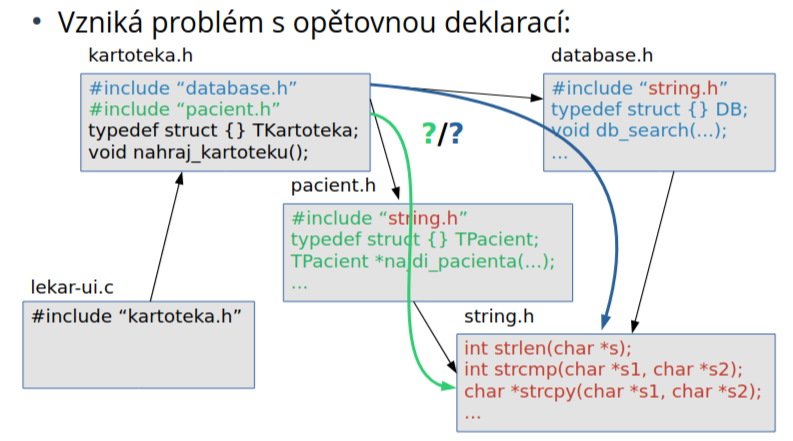 • Vzniká problém s opětovnou deklarací:
kartoteka.h
#include “database.h”
#include “pacient.h”
typedef struct {} TKartoteka;
void nahraj_kartoteku();
database.h
#include “string.h”
typedef struct {} DB;
void db_search(...);
...
?/?
pacient.h
#include “string.h”
typedef struct {} TPacient;
TPacient *najdi_pacienta(...);
...
lekar-ui.c
#include “kartoteka.h”
string.h
int strlen(char *s);
int strcmp(char *s1, char *s2);
char *strcpy(char *s1, char *s2);
...